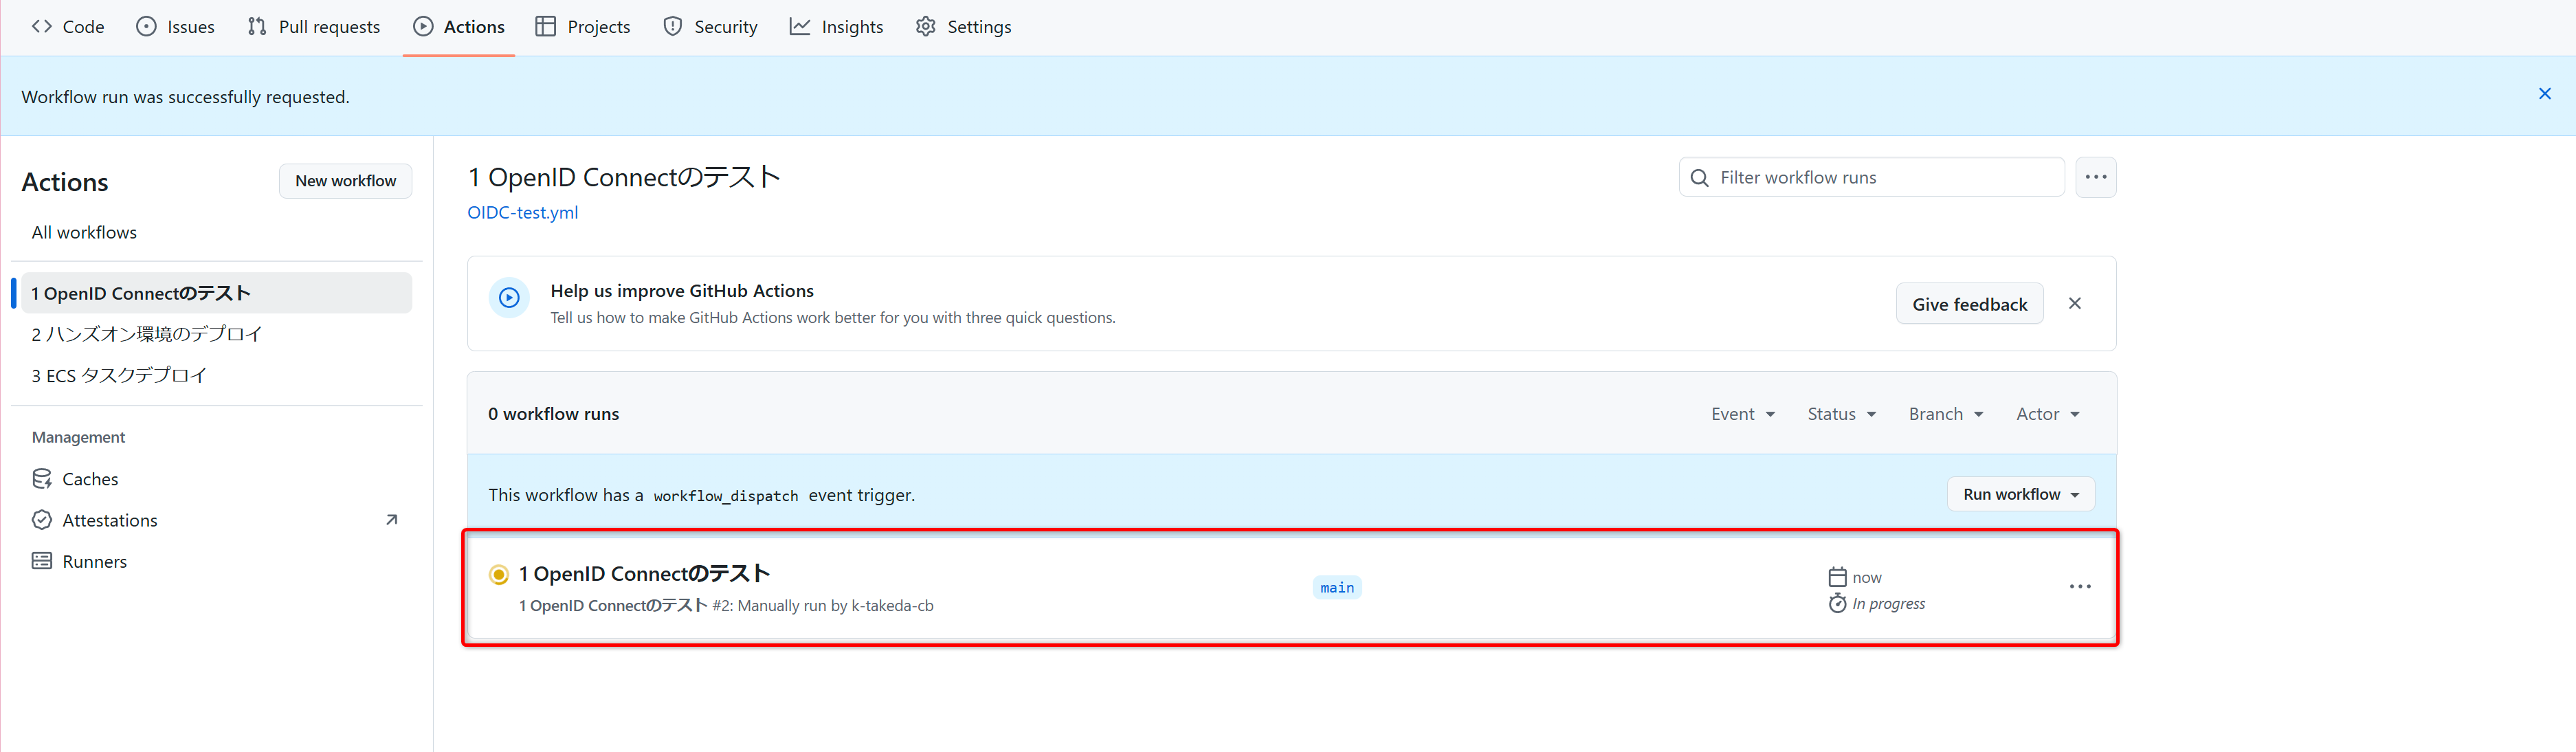 Code Issues Pull requests Actions Projects Security Insights Settings
Workflow run was successfully requested.
Actions
New workflow
All workflows
1 OpenID Connectのテスト
2 ハンズオン環境のデプロイ
3 ECS タスクデプロイ
Management
Caches
Attestations
Runners
1 OpenID Connectのテスト
OIDC-test.yml
Filter workflow runs
Help us improve GitHub Actions
Tell us how to make GitHub Actions work better for you with three quick questions.
Give feedback
0 workflow runs
Event Status Branch Actor
This workflow has a workflow_dispatch event trigger.
Run workflow
1 OpenID Connectのテスト
1 OpenID Connectのテスト #2: Manually run by k-takeda-cb
main
now
In progress